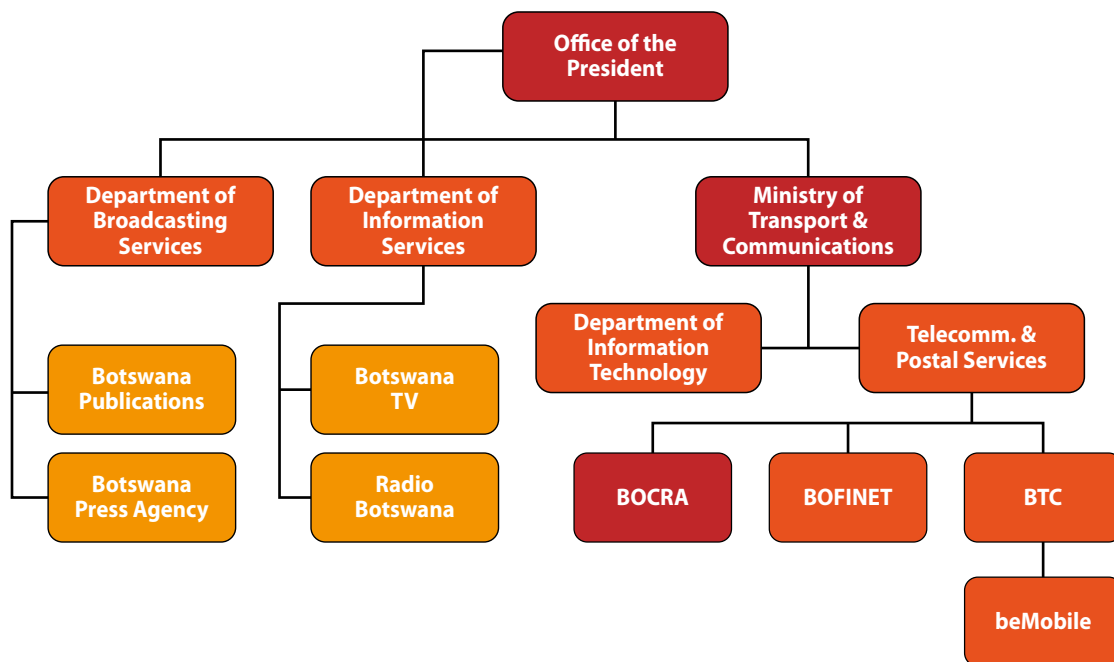 Office of the
President
Department of
Broadcasting
Services
Department of
Information
Services
Ministry of
Transport &
Communications
Department of
Information
Technology
Telecomm. &
Postal Services
Botswana
Publications
Botswana
TV
Botswana
Press Agency
Radio
Botswana
BOCRA
BOFINET
BTC
beMobile